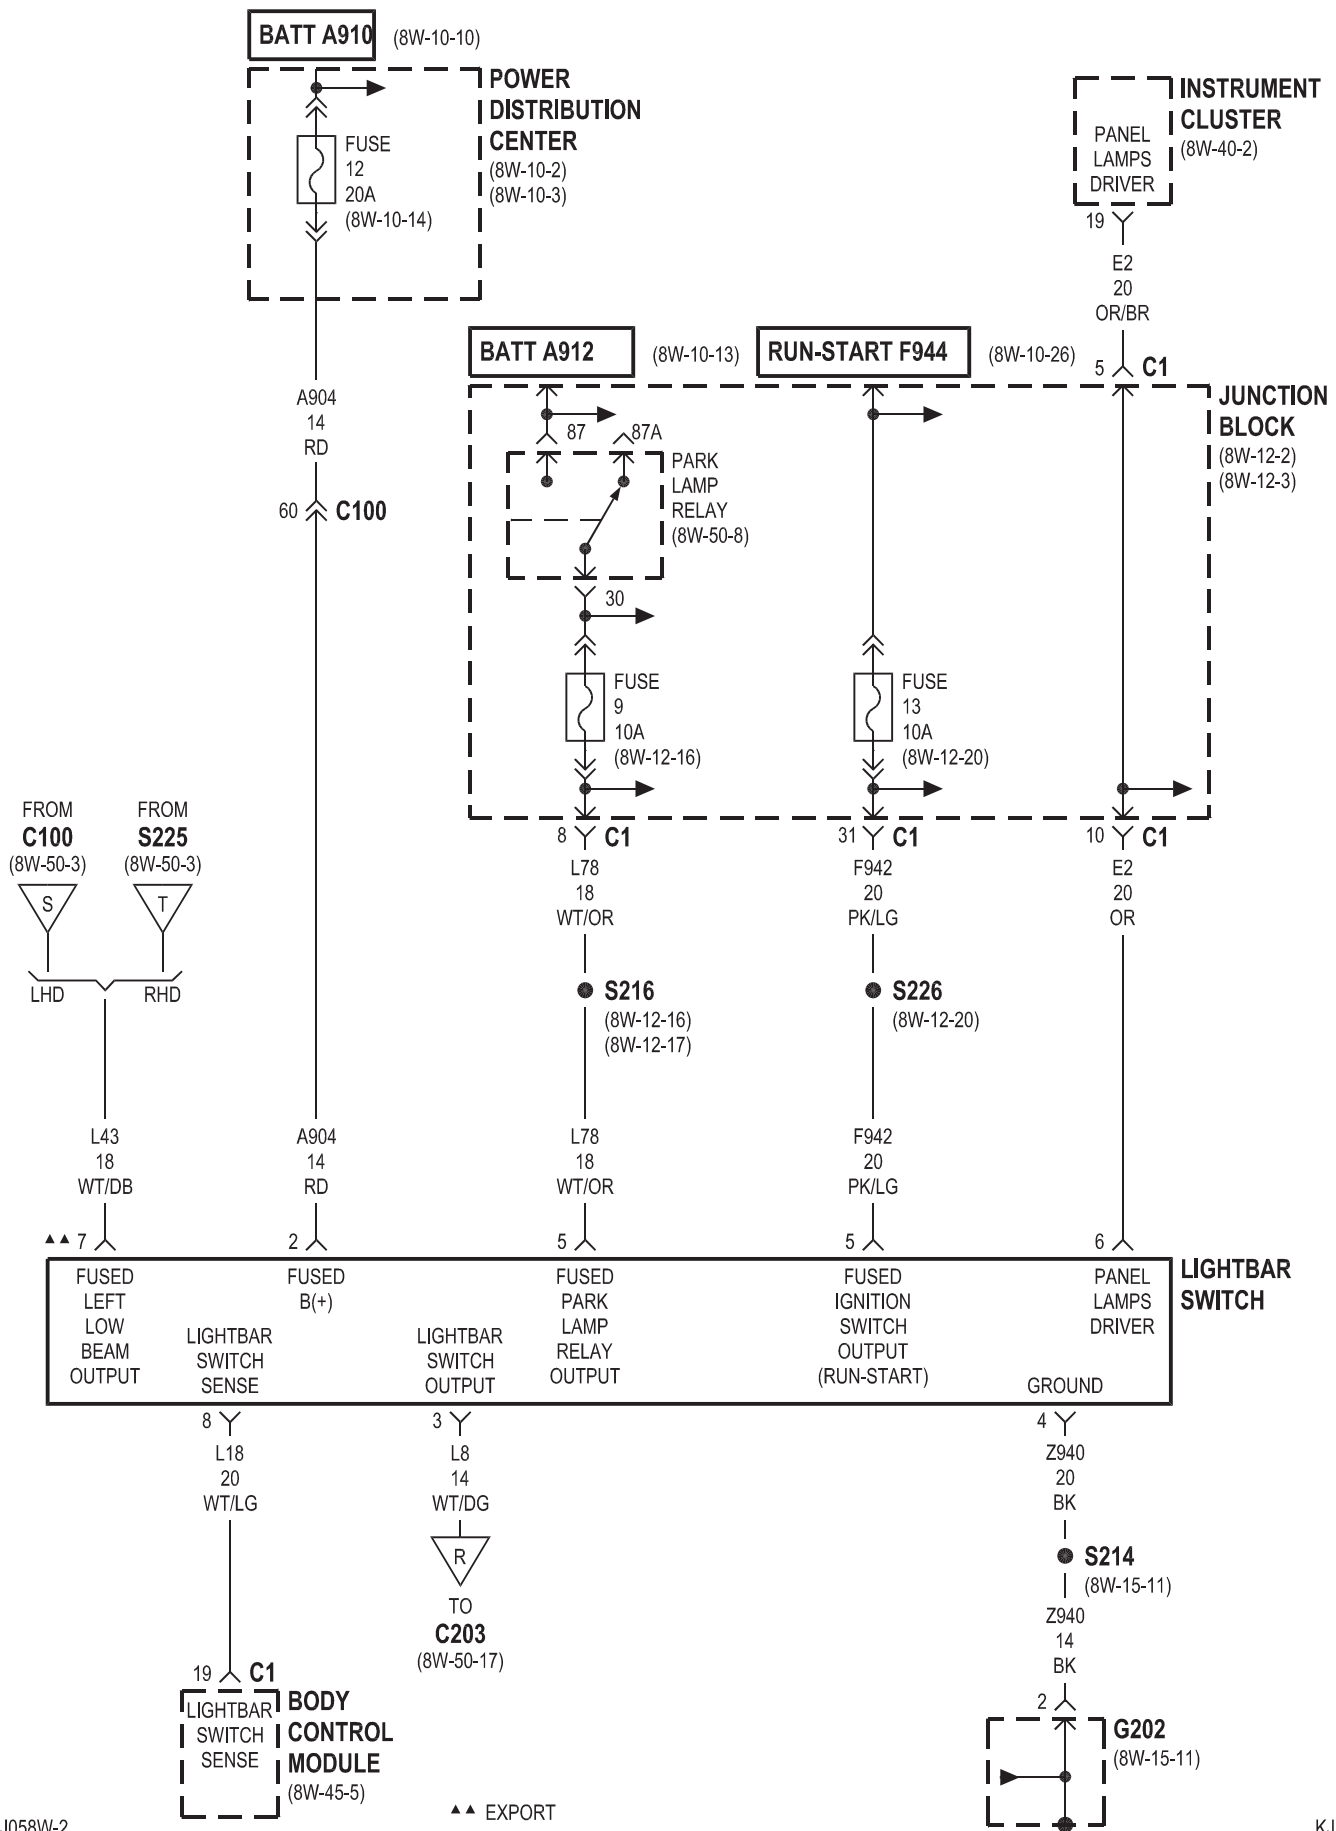 BATT A910 (8W-10-10)
POWER
DISTRIBUTION
CENTER
(8W-10-2)
(8W-10-3)
FUSE
12
20A
(8W-10-14)
INSTRUMENT
CLUSTER
(8W-40-2)
PANEL
LAMPS
DRIVER
19
E2
20
OR/BR
5 C1
BATT A912 (8W-10-13)
RUN-START F944 (8W-10-26)
JUNCTION
BLOCK
(8W-12-2)
(8W-12-3)
A904
14
RD
60 C100
87 87A
PARK
LAMP
RELAY
(8W-50-8)
30
FUSE
9
10A
(8W-12-16)
FUSE
13
10A
(8W-12-20)
8 C1
31 C1
10 C1
FROM
C100
(8W-50-3)
S
LHD
FROM
S225
(8W-50-3)
T
RHD
L78
18
WT/OR
F942
20
PK/LG
E2
20
OR
S216
(8W-12-16)
(8W-12-17)
S226
(8W-12-20)
L43
18
WT/DB
A904
14
RD
L78
18
WT/OR
F942
20
PK/LG
▲▲ 7
2
5
5
6
LIGHTBAR
SWITCH
FUSED
LEFT
LOW
BEAM
OUTPUT
LIGHTBAR
SWITCH
SENSE
FUSED
B(+)
LIGHTBAR
SWITCH
OUTPUT
FUSED
PARK
LAMP
RELAY
OUTPUT
FUSED
IGNITION
SWITCH
OUTPUT
(RUN-START)
PANEL
LAMPS
DRIVER
GROUND
8
L18
20
WT/LG
3
L8
14
WT/DG
R
TO
C203
(8W-50-17)
4
Z940
20
BK
S214
(8W-15-11)
Z940
14
BK
2
G202
(8W-15-11)
19 C1
LIGHTBAR
SWITCH
SENSE
BODY
CONTROL
MODULE
(8W-45-5)
▲▲ EXPORT
J058W-2
KJ